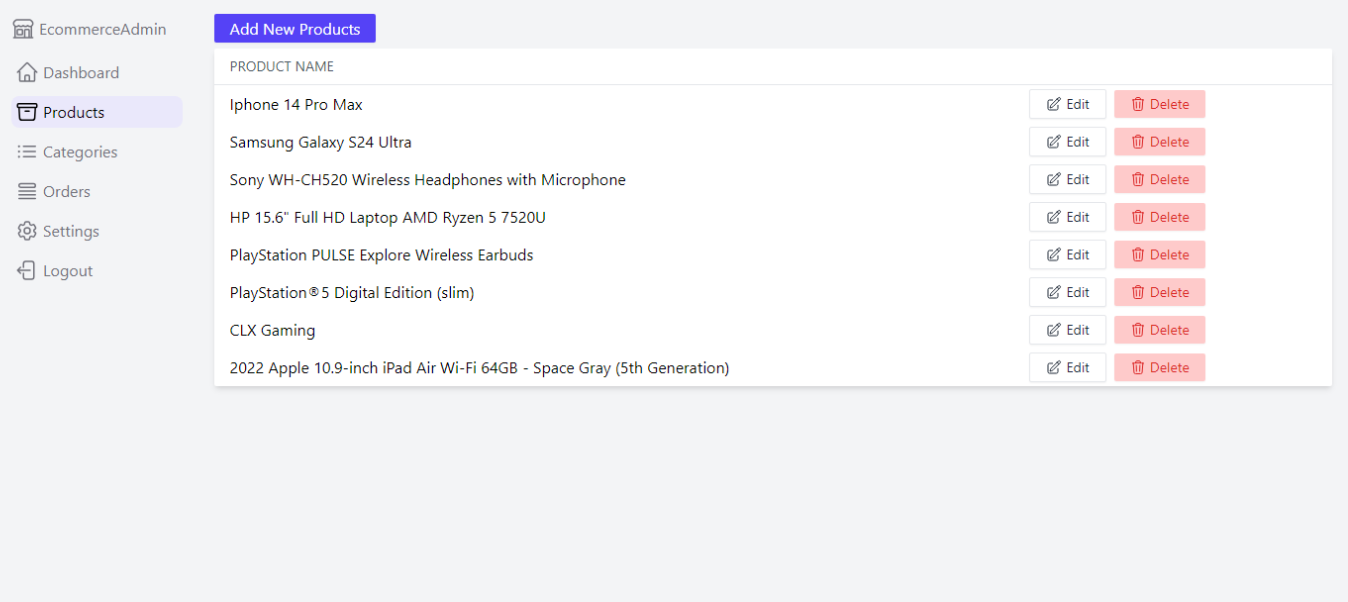 EcommerceAdmin
Dashboard
Products
Categories
Orders
Settings
Logout
Add New Products
PRODUCT NAME
Iphone 14 Pro Max Edit Delete
Samsung Galaxy S24 Ultra Edit Delete
Sony WH-CH520 Wireless Headphones with Microphone Edit Delete
HP 15.6" Full HD Laptop AMD Ryzen 5 7520U Edit Delete
PlayStation PULSE Explore Wireless Earbuds Edit Delete
PlayStation®5 Digital Edition (slim) Edit Delete
CLX Gaming Edit Delete
2022 Apple 10.9-inch iPad Air Wi-Fi 64GB - Space Gray (5th Generation) Edit Delete